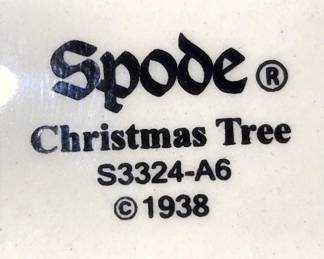 Spode®
Christmas Tree
S3324-A6
©1938